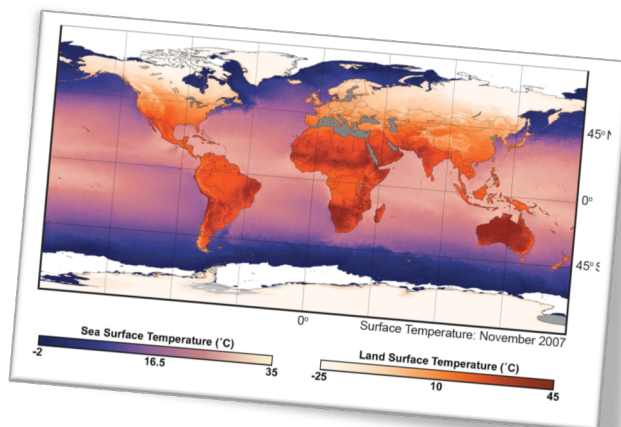 45° N
0°
45° S
0°
Surface Temperature: November 2007
Sea Surface Temperature (°C)
-2
16.5
35
Land Surface Temperature (°C)
-25
10
45